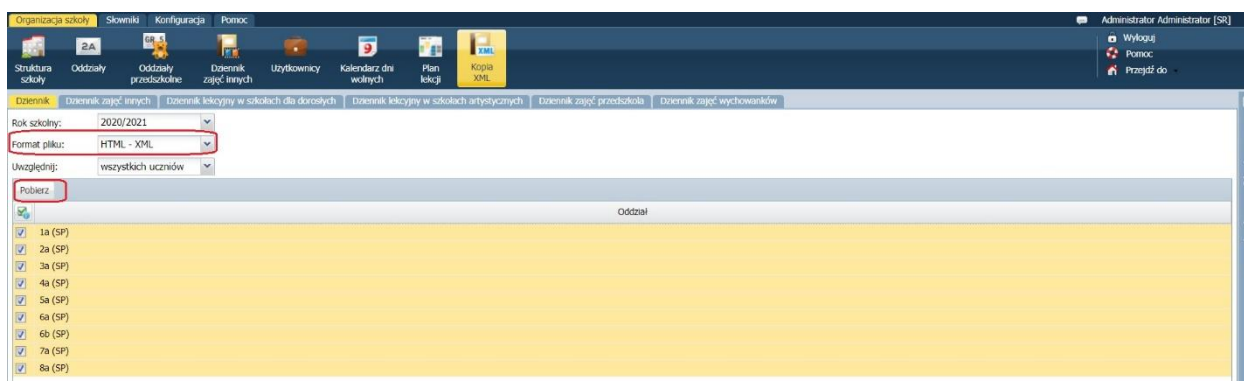 Organizacja szkoły Słowniki Konfiguracja Pomoc Administrator Administrator [SR]
Wyloguj
Pomoc
Przejdź do
2A GR_S 9 XML
Struktura szkoły Oddziały Oddziały przedszkolne Dziennik zajęć innych Użytkownicy Kalendarz dni wolnych Plan lekcji Kopia XML
Dziennik Dziennik zajęć innych Dziennik lekcyjny w szkołach dla dorosłych Dziennik lekcyjny w szkołach artystycznych Dziennik zajęć przedszkola Dziennik zajęć wychowanków
Rok szkolny: 2020/2021
Format pliku: HTML - XML
Uwzględnij: wszystkich uczniów
Pobierz
Oddział
1a (SP)
2a (SP)
3a (SP)
4a (SP)
5a (SP)
6a (SP)
6b (SP)
7a (SP)
8a (SP)